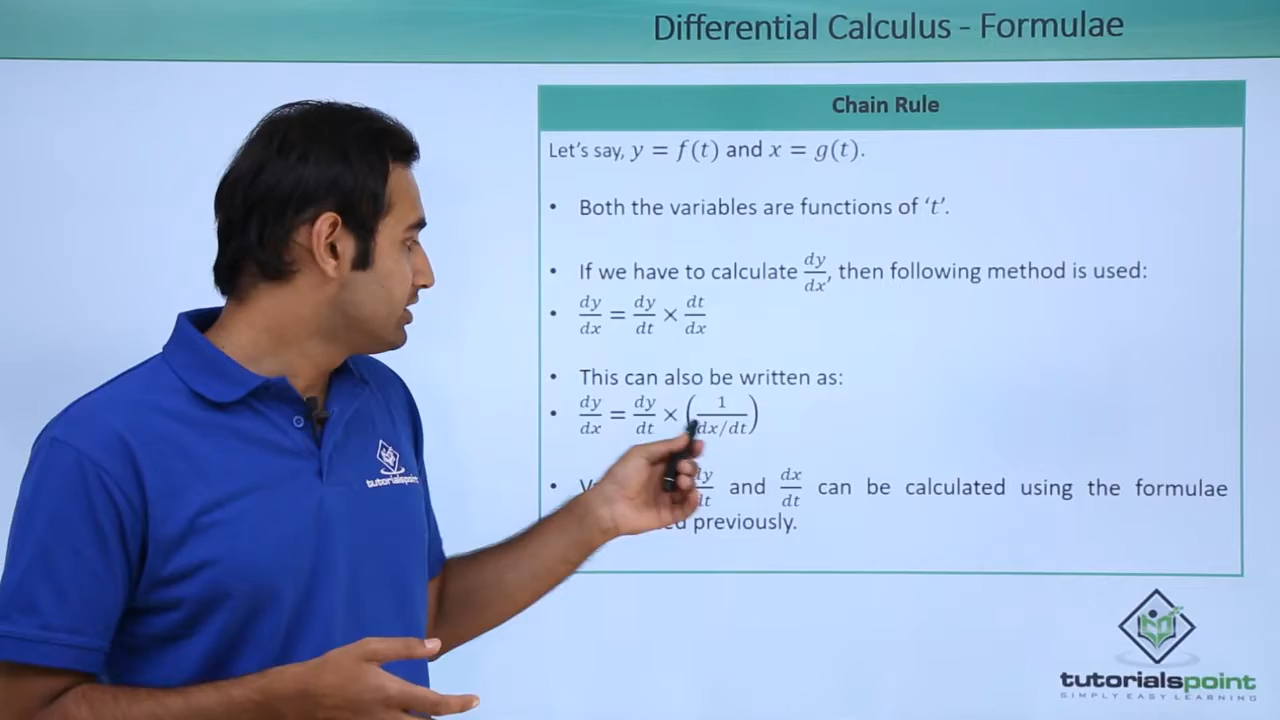 Differential Calculus - Formulae
Chain Rule
Let's say, y = f(t) and x = g(t).
• Both the variables are functions of 't'.
• If we have to calculate dy/dx, then following method is used:
• dy/dx = dy/dt × dt/dx
• This can also be written as:
• dy/dx = dy/dt × (1/(dx/dt))
• and dx/dt can be calculated using the formulae
previously.
tutorialspoint
tutorialspoint
SIMPLY EASY LEARNING